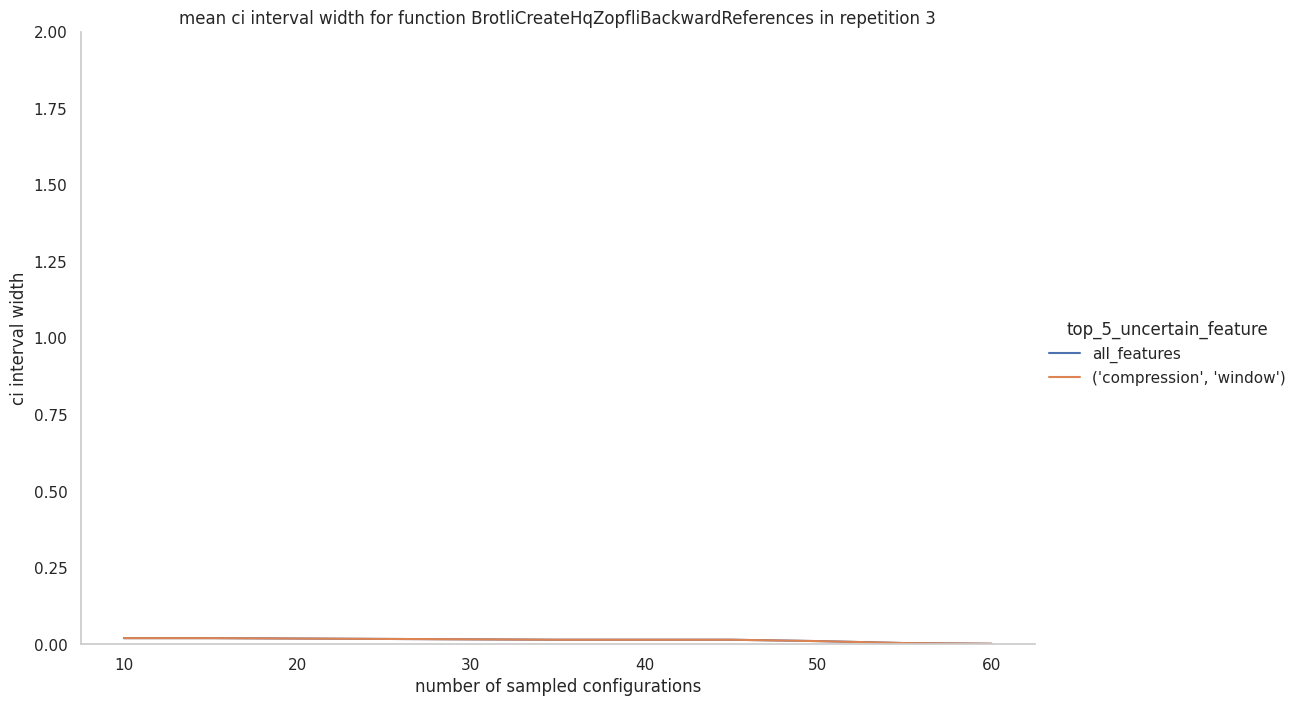 mean ci interval width for function BrotliCreateHqZopfliBackwardReferences in repetition 3
2.00
1.75
1.50
1.25
1.00
0.75
0.50
0.25
0.00
ci interval width
10 20 30 40 50 60
number of sampled configurations
top_5_uncertain_feature
all_features
('compression', 'window')